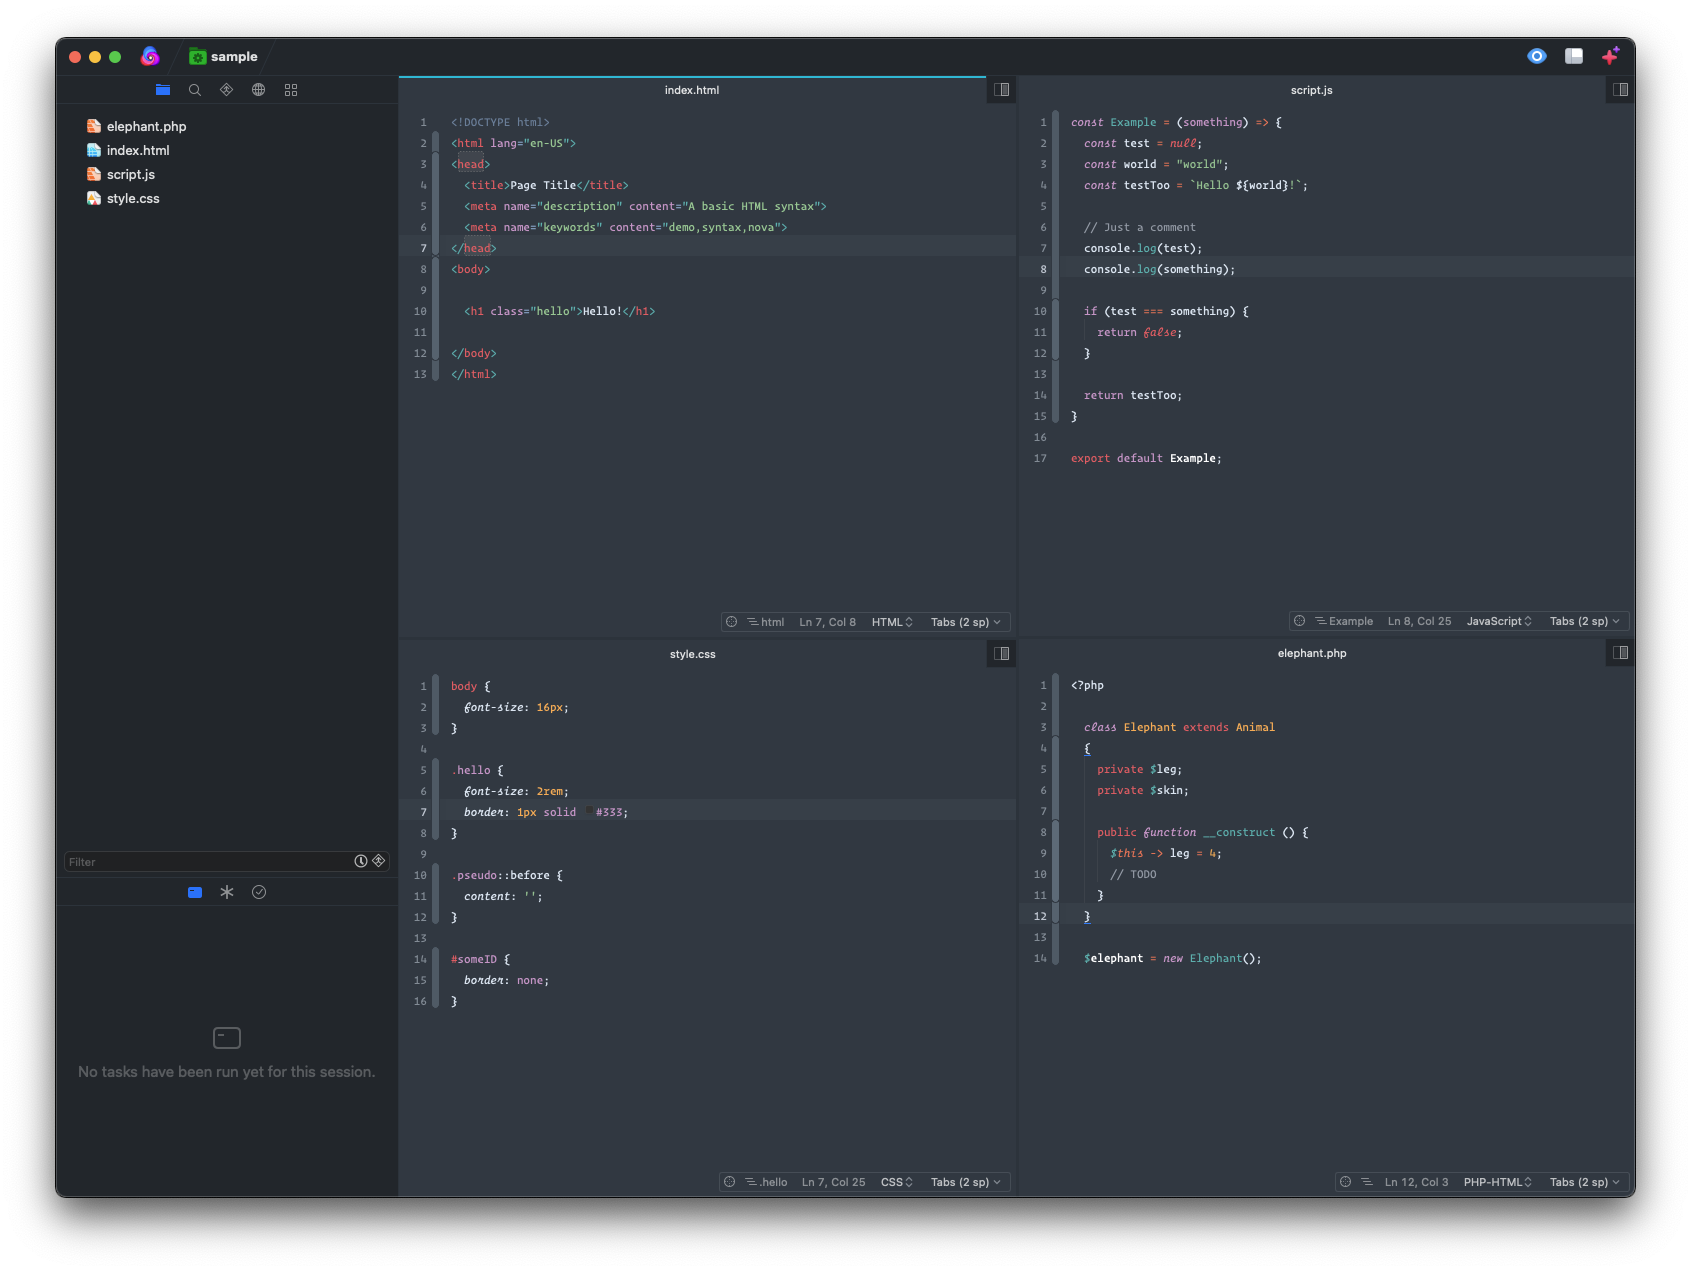 sample
elephant.php
index.html
script.js
style.css
Filter
No tasks have been run yet for this session.
index.html
1 <!DOCTYPE html>
2 <html lang="en-US">
3 <head>
4 <title>Page Title</title>
5 <meta name="description" content="A basic HTML syntax">
6 <meta name="keywords" content="demo,syntax,nova">
7 </head>
8 <body>
9
10 <h1 class="hello">Hello!</h1>
11
12 </body>
13 </html>
html Ln 7, Col 8 HTML Tabs (2 sp)
script.js
1 const Example = (something) => {
2 const test = null;
3 const world = "world";
4 const testToo = `Hello ${world}!`;
5
6 // Just a comment
7 console.log(test);
8 console.log(something);
9
10 if (test === something) {
11 return false;
12 }
13
14 return testToo;
15 }
16
17 export default Example;
Example Ln 8, Col 25 JavaScript Tabs (2 sp)
style.css
1 body {
2 font-size: 16px;
3 }
4
5 .hello {
6 font-size: 2rem;
7 border: 1px solid #333;
8 }
9
10 .pseudo::before {
11 content: '';
12 }
13
14 #someID {
15 border: none;
16 }
.hello Ln 7, Col 25 CSS Tabs (2 sp)
elephant.php
1 <?php
2
3 class Elephant extends Animal
4 {
5 private $leg;
6 private $skin;
7
8 public function __construct () {
9 $this -> leg = 4;
10 // TODO
11 }
12 }
13
14 $elephant = new Elephant();
Ln 12, Col 3 PHP-HTML Tabs (2 sp)